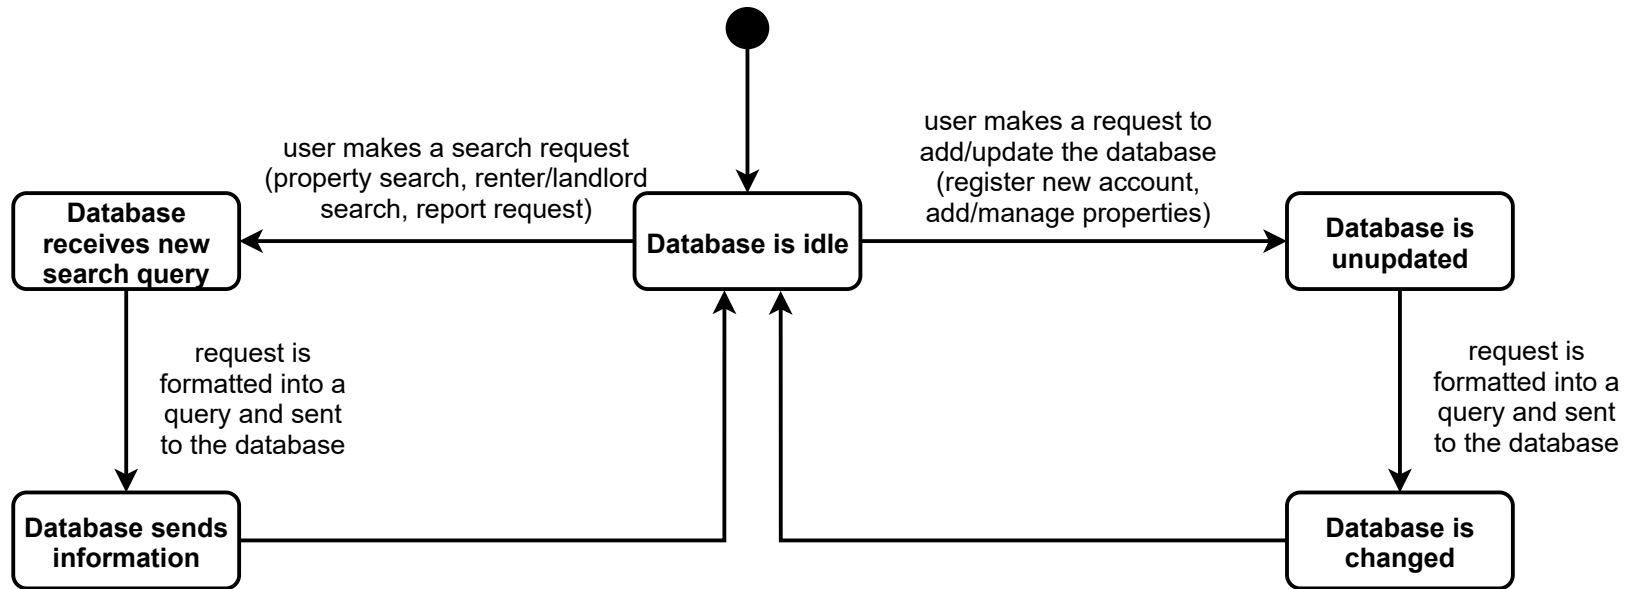 user makes a search request
(property search, renter/landlord
search, report request)
user makes a request to
add/update the database
(register new account,
add/manage properties)
Database
receives new
search query
Database is idle
Database is
unupdated
request is
formatted into a
query and sent
to the database
request is
formatted into a
query and sent
to the database
Database sends
information
Database is
changed